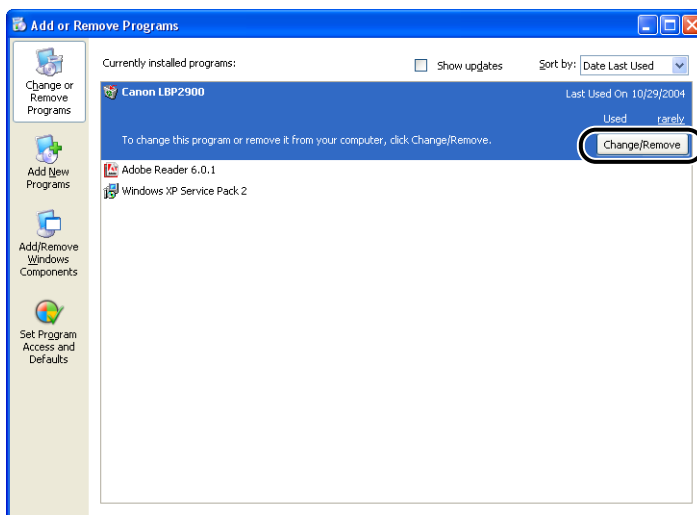 Add or Remove Programs
Change or
Remove
Programs
Add New
Programs
Add/Remove
Windows
Components
Set Program
Access and
Defaults
Currently installed programs:
Show updates
Sort by: Date Last Used
Canon LBP2900
Last Used On 10/29/2004
Used rarely
To change this program or remove it from your computer, click Change/Remove.
Change/Remove
Adobe Reader 6.0.1
Windows XP Service Pack 2